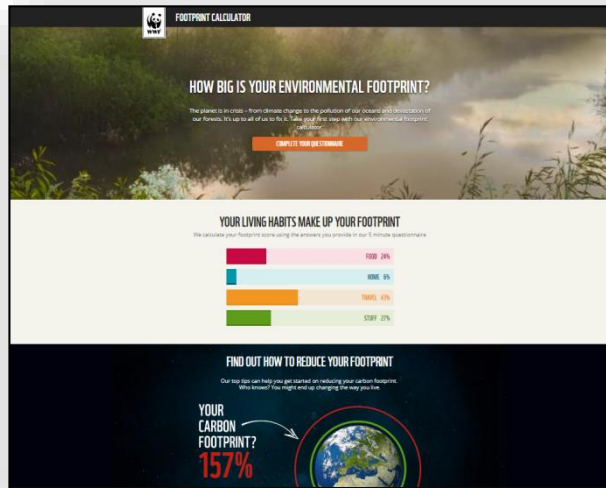 WWF
FOOTPRINT CALCULATOR
HOW BIG IS YOUR ENVIRONMENTAL FOOTPRINT?
The planet is in crisis - from climate change to the pollution of our oceans and devastation of
our forests. It's up to all of us to fix it. Take your first step with our environmental footprint
calculator.
COMPLETE YOUR QUESTIONNAIRE
YOUR LIVING HABITS MAKE UP YOUR FOOTPRINT
We calculate your footprint score using the answers you provide in our 5 minute questionnaire
FOOD 24%
HOME 6%
TRAVEL 43%
STUFF 27%
FIND OUT HOW TO REDUCE YOUR FOOTPRINT
Our top tips can help you get started on reducing your carbon footprint.
Who knows? You might end up changing the way you live.
YOUR
CARBON
FOOTPRINT?
157%